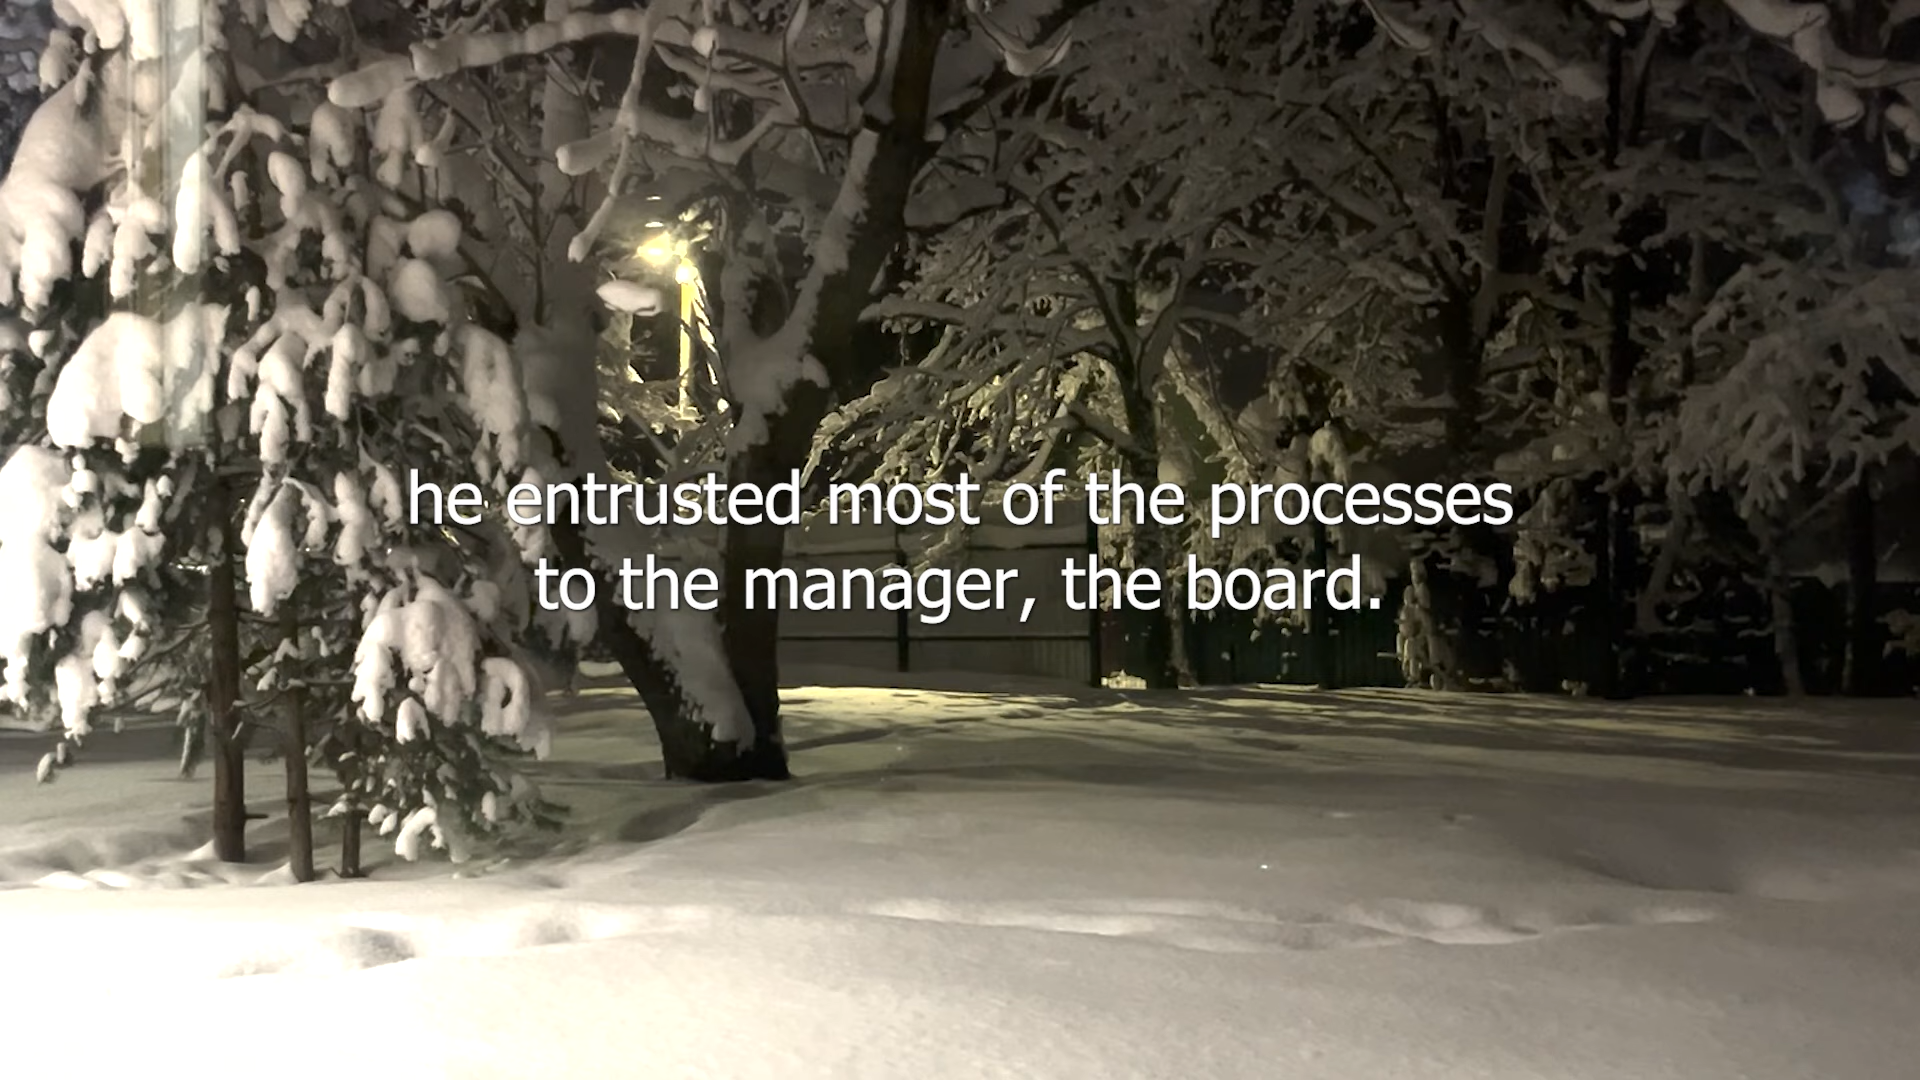 he entrusted most of the processes
to the manager, the board.